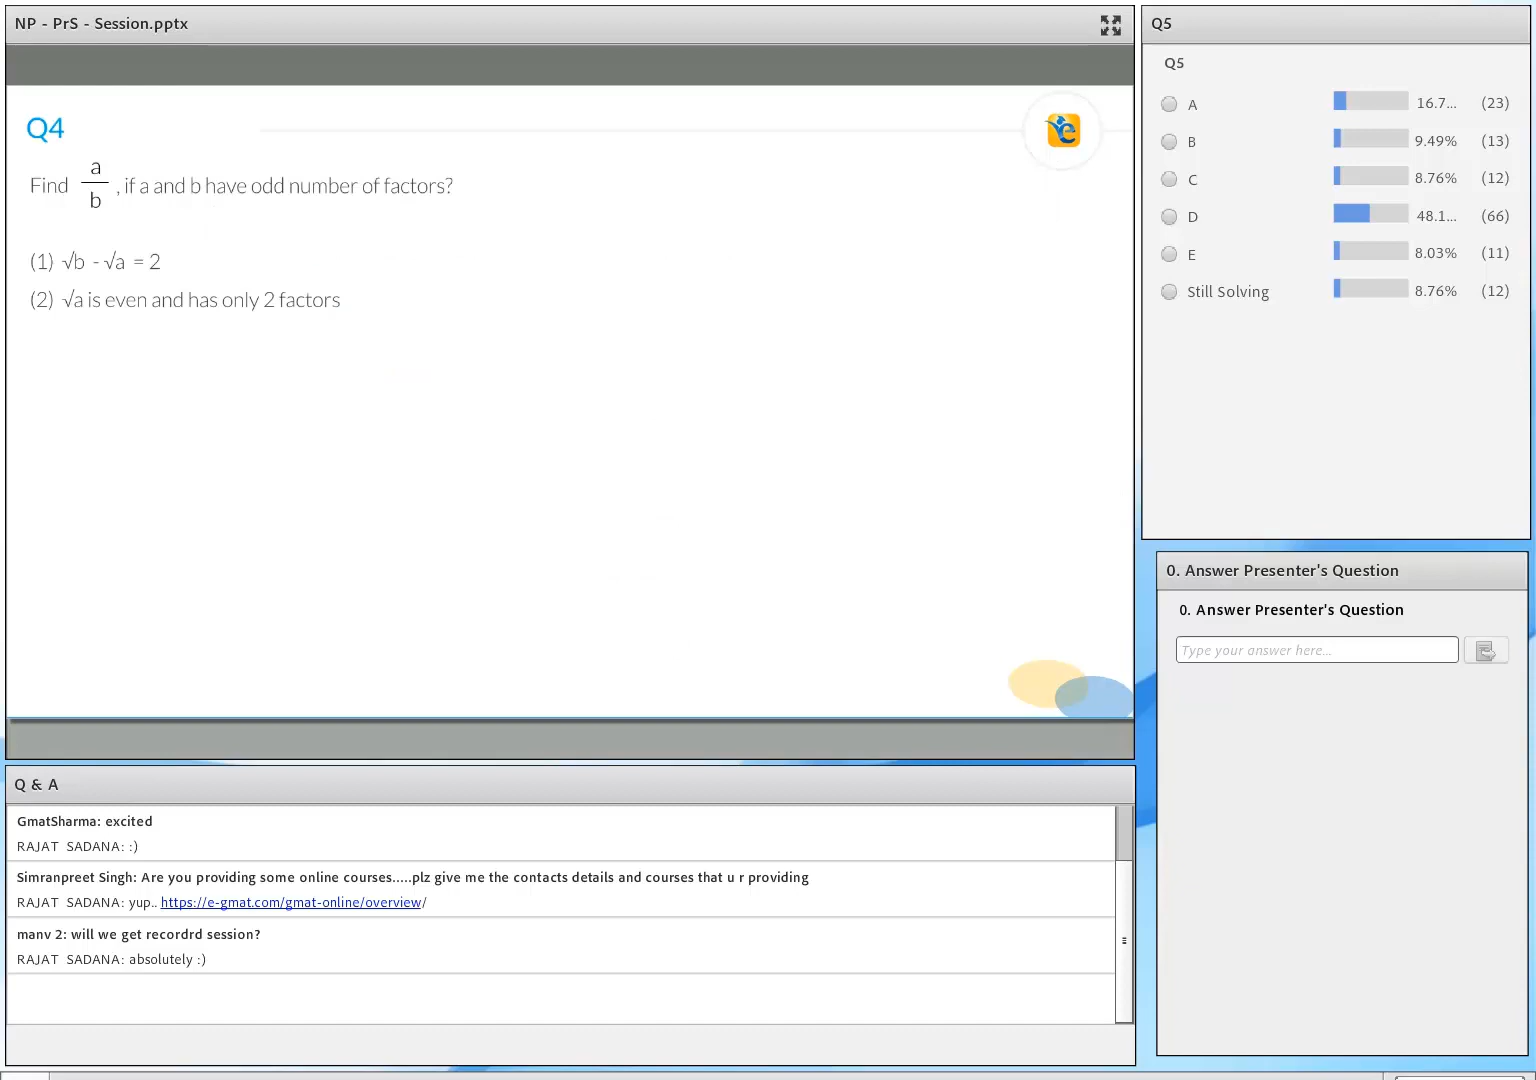 NP - PrS - Session.pptx
Q4
Find a/b , if a and b have odd number of factors?
(1) √b - √a = 2
(2) √a is even and has only 2 factors
Q & A
GmatSharma: excited
RAJAT SADANA: :)
Simranpreet Singh: Are you providing some online courses.....plz give me the contacts details and courses that u r providing
RAJAT SADANA: yup.. https://e-gmat.com/gmat-online/overview/
manv 2: will we get recordrd session?
RAJAT SADANA: absolutely :)
Q5
Q5
A 16.7... (23)
B 9.49% (13)
C 8.76% (12)
D 48.1... (66)
E 8.03% (11)
Still Solving 8.76% (12)
0. Answer Presenter's Question
0. Answer Presenter's Question
Type your answer here...